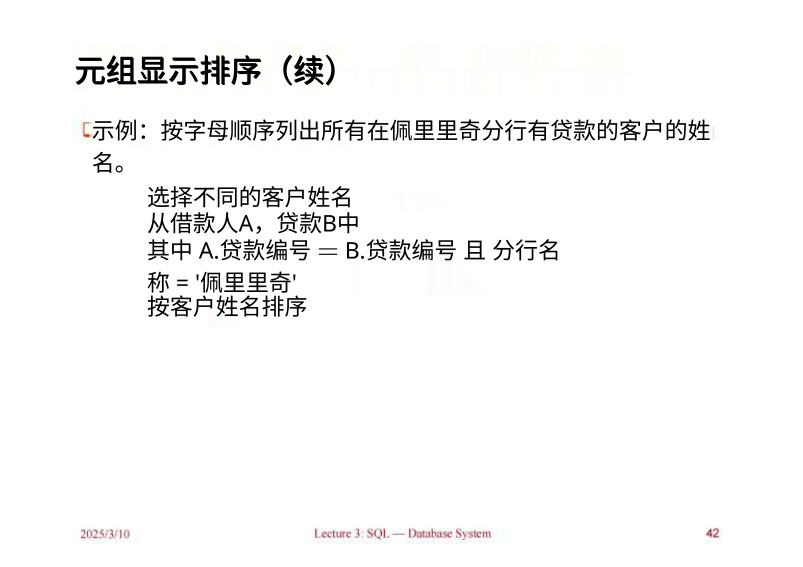 元组显示排序（续）
示例：按字母顺序列出所有在佩里里奇分行有贷款的客户的姓
名。
选择不同的客户姓名
从借款人A，贷款B中
其中 A.贷款编号 ＝ B.贷款编号 且 分行名
称 = '佩里里奇'
按客户姓名排序
2025/3/10 Lecture 3: SQL — Database System 42